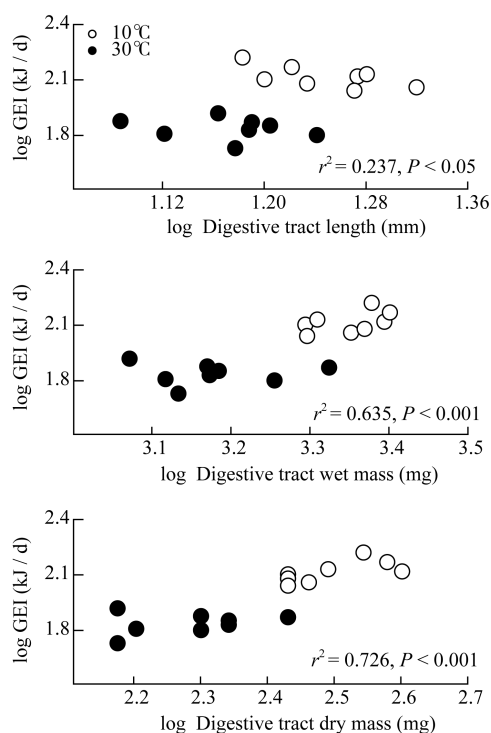 log GEI (kJ / d)
2.4
2.1
1.8
10℃
30℃
r² = 0.237, P < 0.05
1.12 1.20 1.28 1.36
log Digestive tract length (mm)
log GEI (kJ / d)
2.4
2.1
1.8
r² = 0.635, P < 0.001
3.1 3.2 3.3 3.4 3.5
log Digestive tract wet mass (mg)
log GEI (kJ / d)
2.4
2.1
1.8
r² = 0.726, P < 0.001
2.2 2.3 2.4 2.5 2.6 2.7
log Digestive tract dry mass (mg)